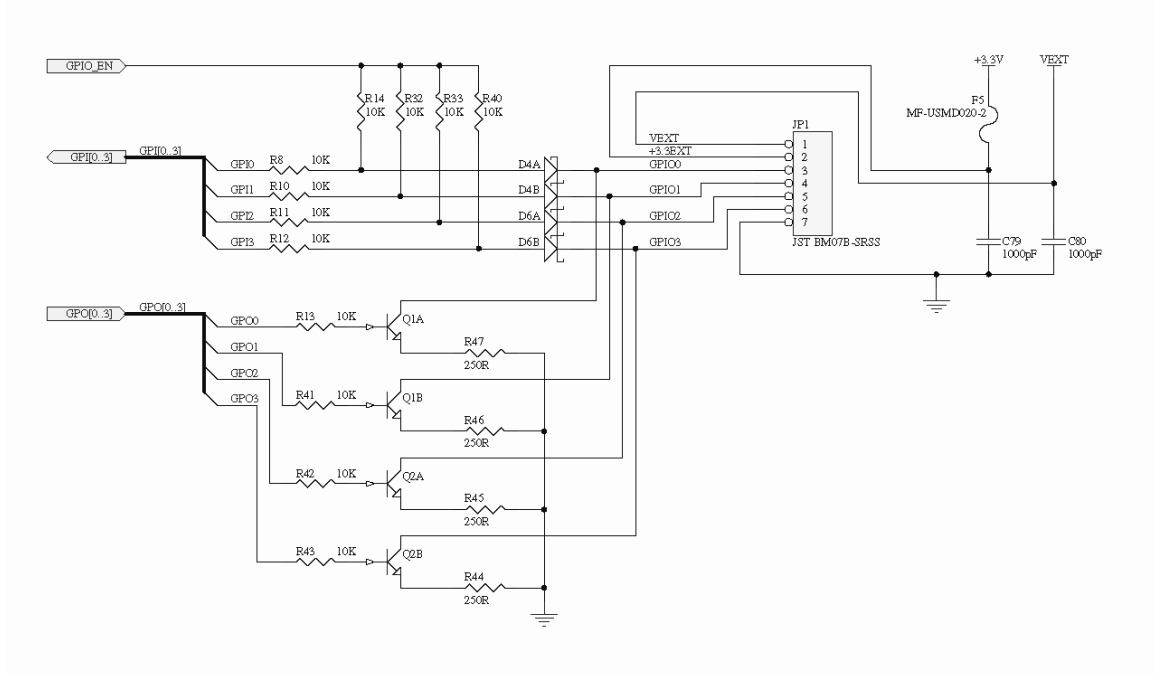 GPIO_EN
+3.3V
VEXT
R14
10K
R32
10K
R33
10K
R40
10K
F5
MF-USMD020-2
JP1
GPI[0..3]
GPI[0..3]
VEXT
1
+3.3EXT
2
GPI0
R8
10K
D4A
GPIO0
3
GPI1
R10
10K
D4B
GPIO1
4
GPI2
R11
10K
D6A
GPIO2
5
6
GPI3
R12
10K
D6B
GPIO3
7
JST BM07B-SRSS
C79
1000pF
C80
1000pF
GPO[0..3]
GPO[0..3]
GPO0
R13
10K
Q1A
GPO1
R47
250R
GPO2
GPO3
R41
10K
Q1B
R46
250R
R42
10K
Q2A
R45
250R
R43
10K
Q2B
R44
250R